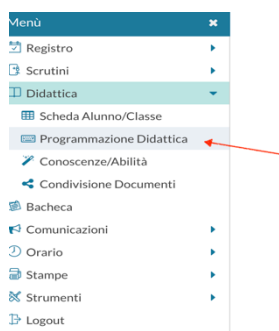 Menù
Registro
Scrutini
Didattica
Scheda Alunno/Classe
Programmazione Didattica
Conoscenze/Abilità
Condivisione Documenti
Bacheca
Comunicazioni
Orario
Stampe
Strumenti
Logout